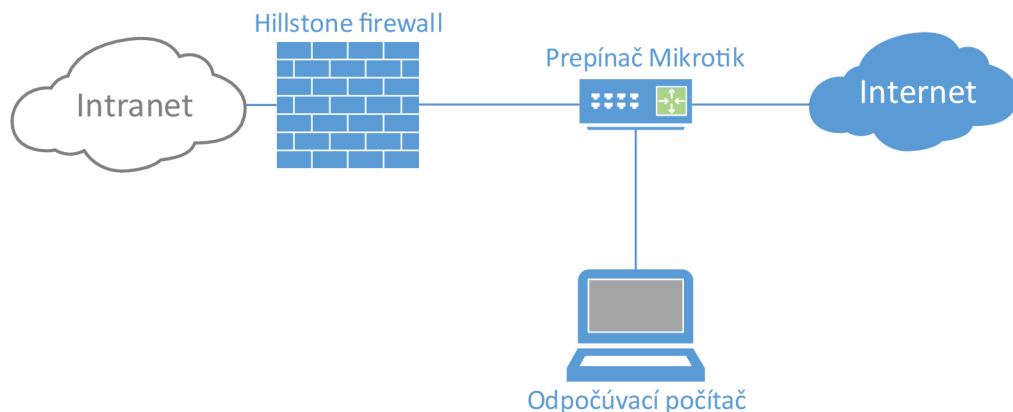 Hillstone firewall
Prepínač Mikrotik
Intranet
Internet
Odpočúvací počítač